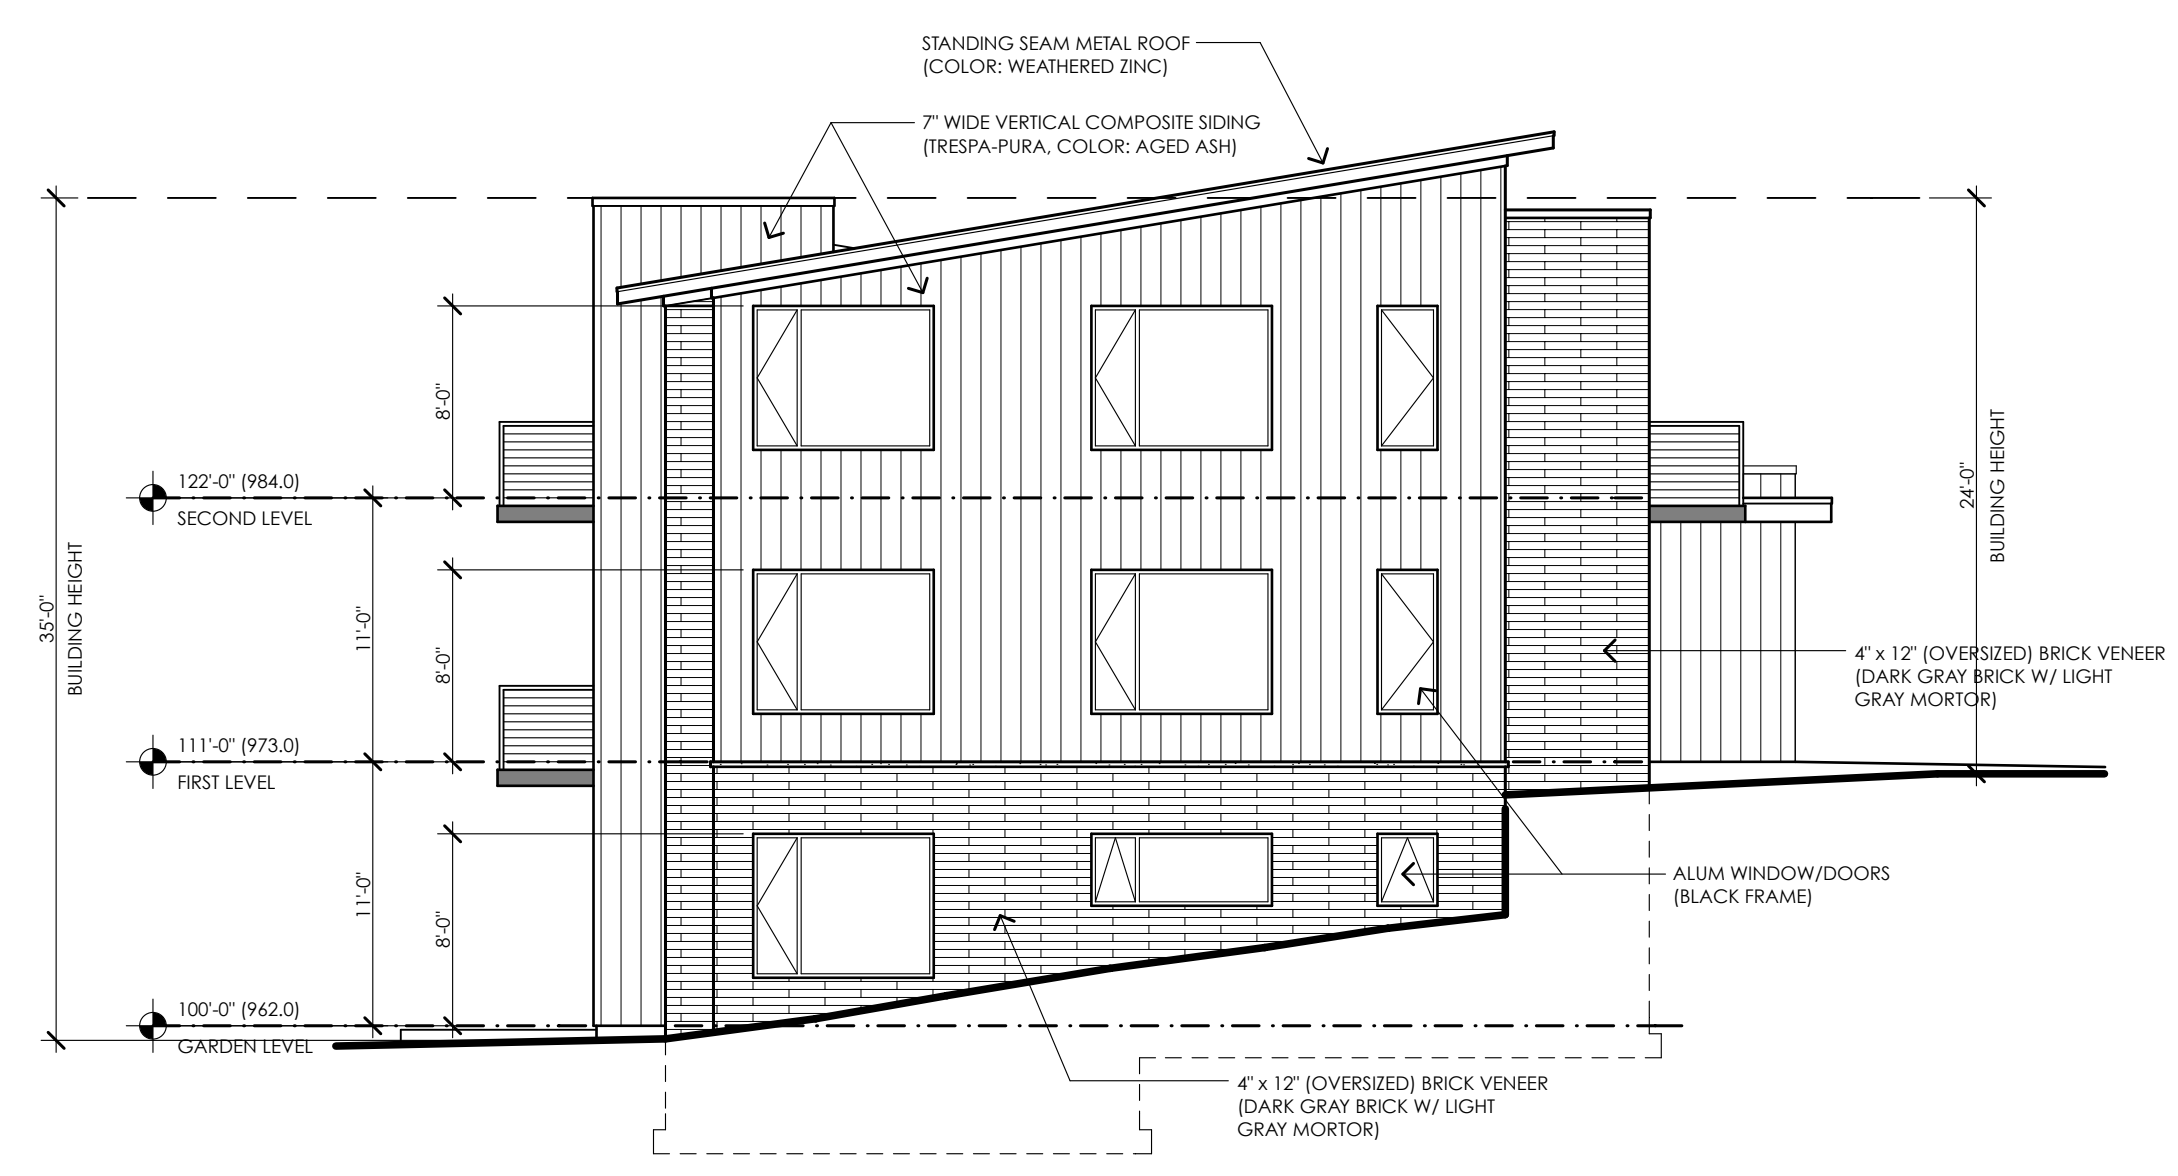 STANDING SEAM METAL ROOF
(COLOR: WEATHERED ZINC)
7" WIDE VERTICAL COMPOSITE SIDING
(TRESPA-PURA, COLOR: AGED ASH)
8'-0"
122'-0" (984.0)
SECOND LEVEL
24'-0"
BUILDING HEIGHT
35'-0"
BUILDING HEIGHT
11'-0"
8'-0"
4" x 12" (OVERSIZED) BRICK VENEER
(DARK GRAY BRICK W/ LIGHT
GRAY MORTOR)
111'-0" (973.0)
FIRST LEVEL
11'-0"
8'-0"
ALUM WINDOW/DOORS
(BLACK FRAME)
100'-0" (962.0)
GARDEN LEVEL
4" x 12" (OVERSIZED) BRICK VENEER
(DARK GRAY BRICK W/ LIGHT
GRAY MORTOR)